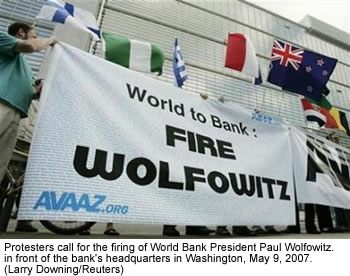 AVAAZ
World to Bank:
FIRE
WOLFOWITZ
AVAAZ.ORG
Protesters call for the firing of World Bank President Paul Wolfowitz.
in front of the bank's headquarters in Washington, May 9, 2007.
(Larry Downing/Reuters)